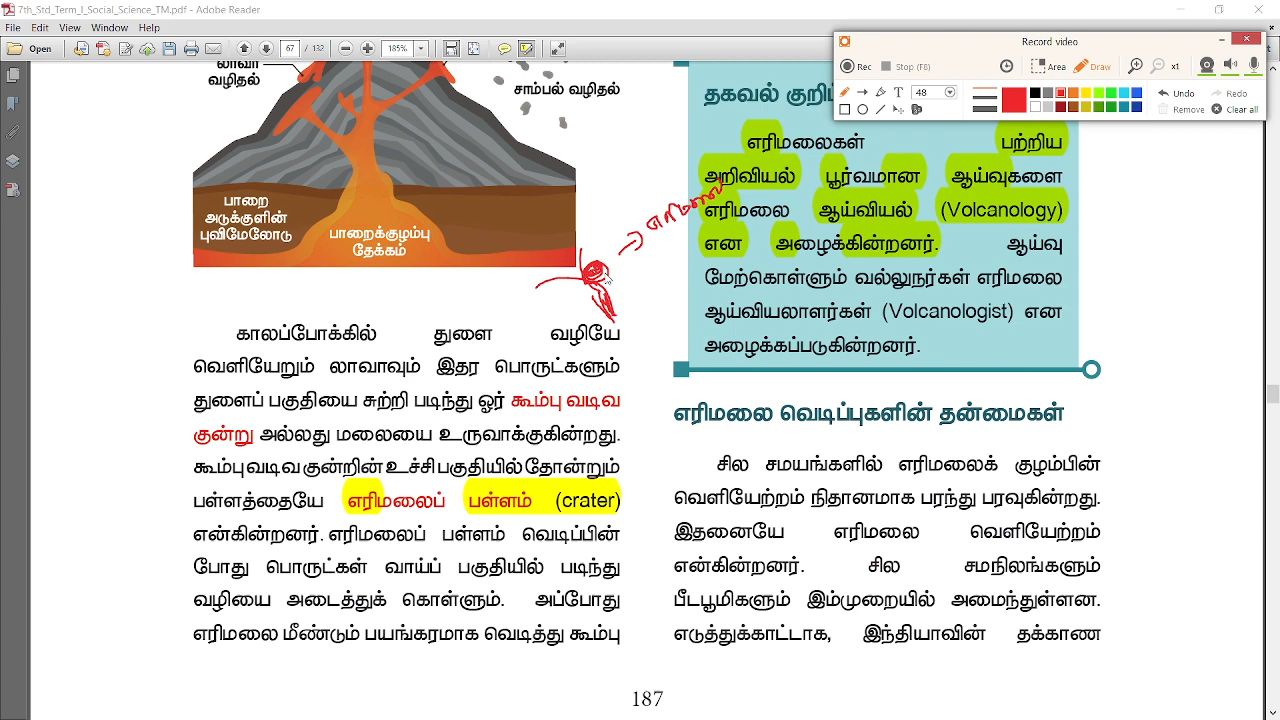 7th_Std_Term_I_Social_Science_TM.pdf - Adobe Reader
File Edit View Window Help
Open 67 / 132 185%
Record video
Rec Stop (F8) Area Draw x1
T 48 Undo Redo
Remove Clear all
லாவா
வழிதல்
சாம்பல் வழிதல்
பாறை
அடுக்குளின்
புவிமேலோடு
பாறைக்குழம்பு
தேக்கம்
எரிமலை
காலப்போக்கில் துளை வழியே
வெளியேறும் லாவாவும் இதர பொருட்களும்
துளைப் பகுதியை சுற்றி படிந்து ஓர் கூம்பு வடிவ
குன்று அல்லது மலையை உருவாக்குகின்றது.
கூம்பு வடிவ குன்றின் உச்சி பகுதியில் தோன்றும்
பள்ளத்தையே எரிமலைப் பள்ளம் (crater)
என்கின்றனர். எரிமலைப் பள்ளம் வெடிப்பின்
போது பொருட்கள் வாய்ப் பகுதியில் படிந்து
வழியை அடைத்துக் கொள்ளும். அப்போது
எரிமலை மீண்டும் பயங்கரமாக வெடித்து கூம்பு
தகவல் குறிப்
எரிமலைகள் பற்றிய
அறிவியல் பூர்வமான ஆய்வுகளை
எரிமலை ஆய்வியல் (Volcanology)
என அழைக்கின்றனர். ஆய்வு
மேற்கொள்ளும் வல்லுநர்கள் எரிமலை
ஆய்வியலாளர்கள் (Volcanologist) என
அழைக்கப்படுகின்றனர்.
எரிமலை வெடிப்புகளின் தன்மைகள்
சில சமயங்களில் எரிமலைக் குழம்பின்
வெளியேற்றம் நிதானமாக பரந்து பரவுகின்றது.
இதனையே எரிமலை வெளியேற்றம்
என்கின்றனர். சில சமநிலங்களும்
பீடபூமிகளும் இம்முறையில் அமைந்துள்ளன.
எடுத்துக்காட்டாக, இந்தியாவின் தக்காண
187